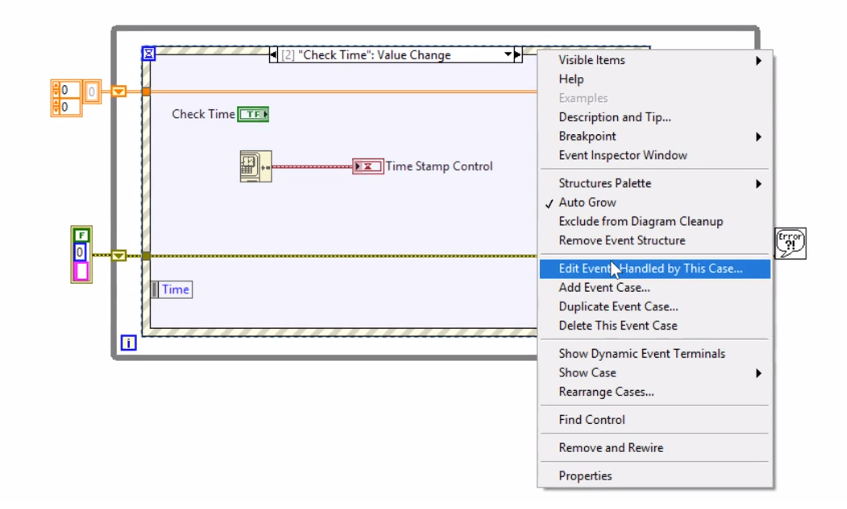 [2] "Check Time": Value Change
0
0
0
Check Time
TF
Time Stamp Control
F
0
Time
i
Error
?!
Visible Items
Help
Examples
Description and Tip...
Breakpoint
Event Inspector Window
Structures Palette
Auto Grow
Exclude from Diagram Cleanup
Remove Event Structure
Edit Events Handled by This Case...
Add Event Case...
Duplicate Event Case...
Delete This Event Case
Show Dynamic Event Terminals
Show Case
Rearrange Cases...
Find Control
Remove and Rewire
Properties